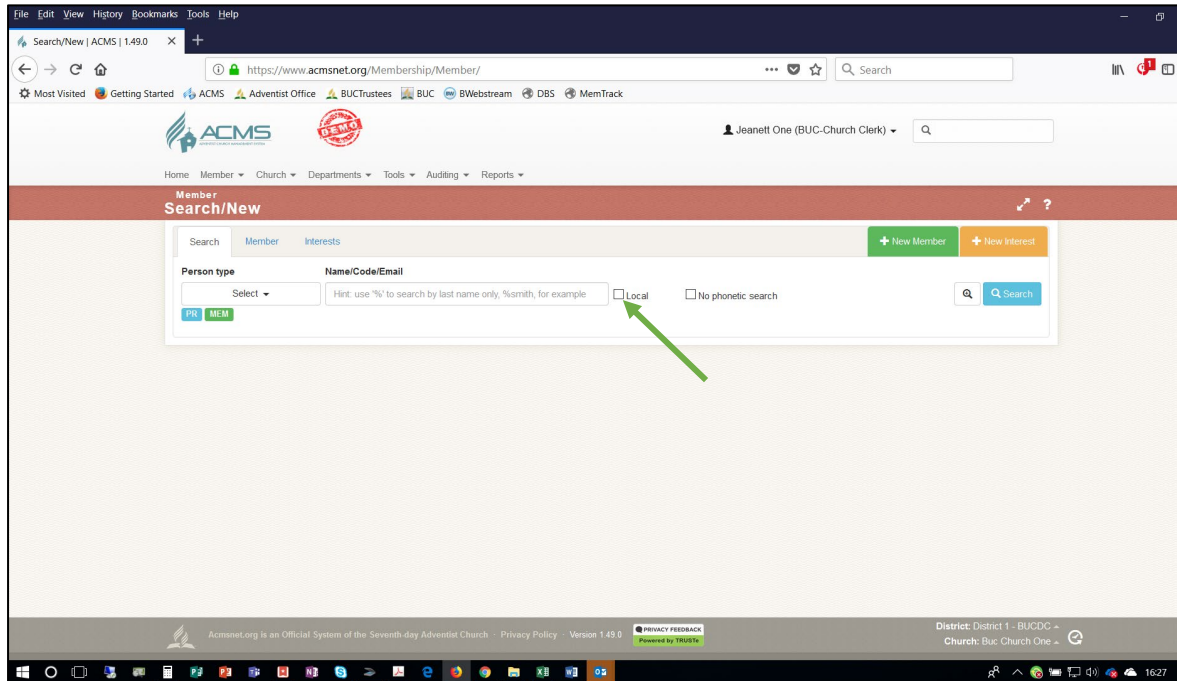 File Edit View History Bookmarks Tools Help
Search/New | ACMS | 1.49.0
https://www.acmsnet.org/Membership/Member/
Search
Most Visited Getting Started ACMS Adventist Office BUCTrustees BUC BWebstream DBS MemTrack
ACMS
DEMO
Jeanett One (BUC-Church Clerk)
Home Member Church Departments Tools Auditing Reports
Member
Search/New
?
Search Member Interests
+ New Member + New Interest
Person type Name/Code/Email
Select Hint: use '%' to search by last name only, %smith, for example Local No phonetic search Search
PR MEM
Acmsnet.org is an Official System of the Seventh-day Adventist Church - Privacy Policy - Version 1.49.0
PRIVACY FEEDBACK
Powered by TRUSTe
District: District 1 - BUCDC
Church: Buc Church One
16:27